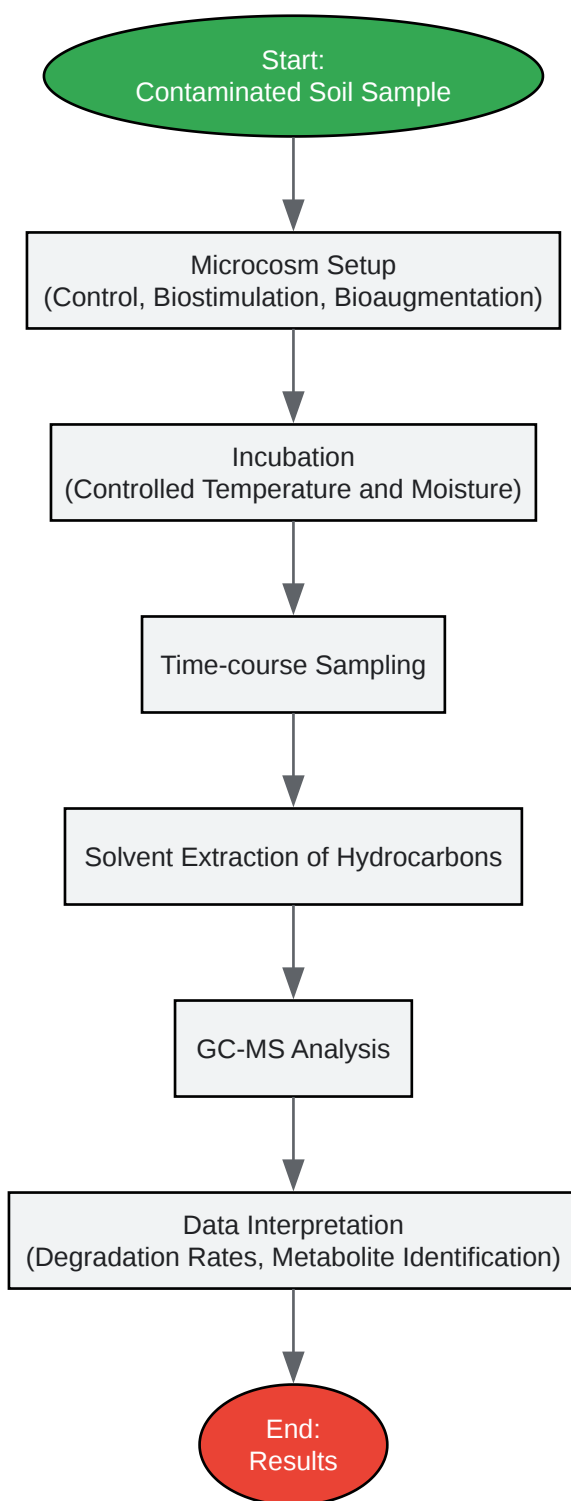 Start:
Contaminated Soil Sample
Microcosm Setup
(Control, Biostimulation, Bioaugmentation)
Incubation
(Controlled Temperature and Moisture)
Time-course Sampling
Solvent Extraction of Hydrocarbons
GC-MS Analysis
Data Interpretation
(Degradation Rates, Metabolite Identification)
End:
Results